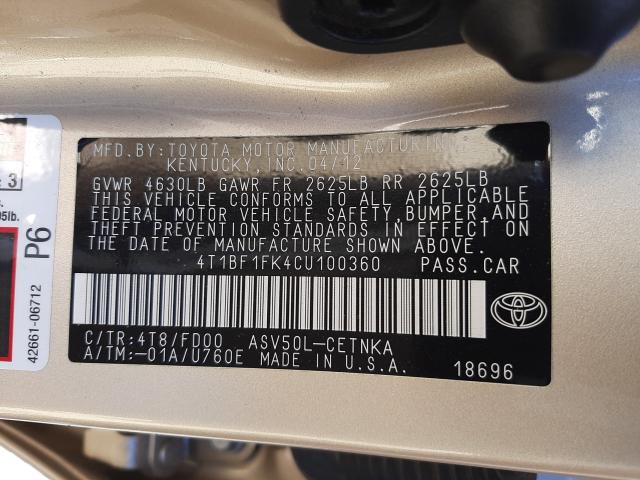 MFD.BY:TOYOTA MOTOR MANUFACTURING
KENTUCKY, INC. 04/12
GVWR 4630LB GAWR FR 2625LB RR 2625LB
THIS VEHICLE CONFORMS TO ALL APPLICABLE
FEDERAL MOTOR VEHICLE SAFETY, BUMPER, AND
THEFT PREVENTION STANDARDS IN EFFECT ON
THE DATE OF MANUFACTURE SHOWN ABOVE.
4T1BF1FK4CU100360 PASS.CAR
C/TR:4T8/FD00 ASV50L-CETNKA
A/TM:-01A/U760E MADE IN U.S.A.
18696
3
P6
42661-06712